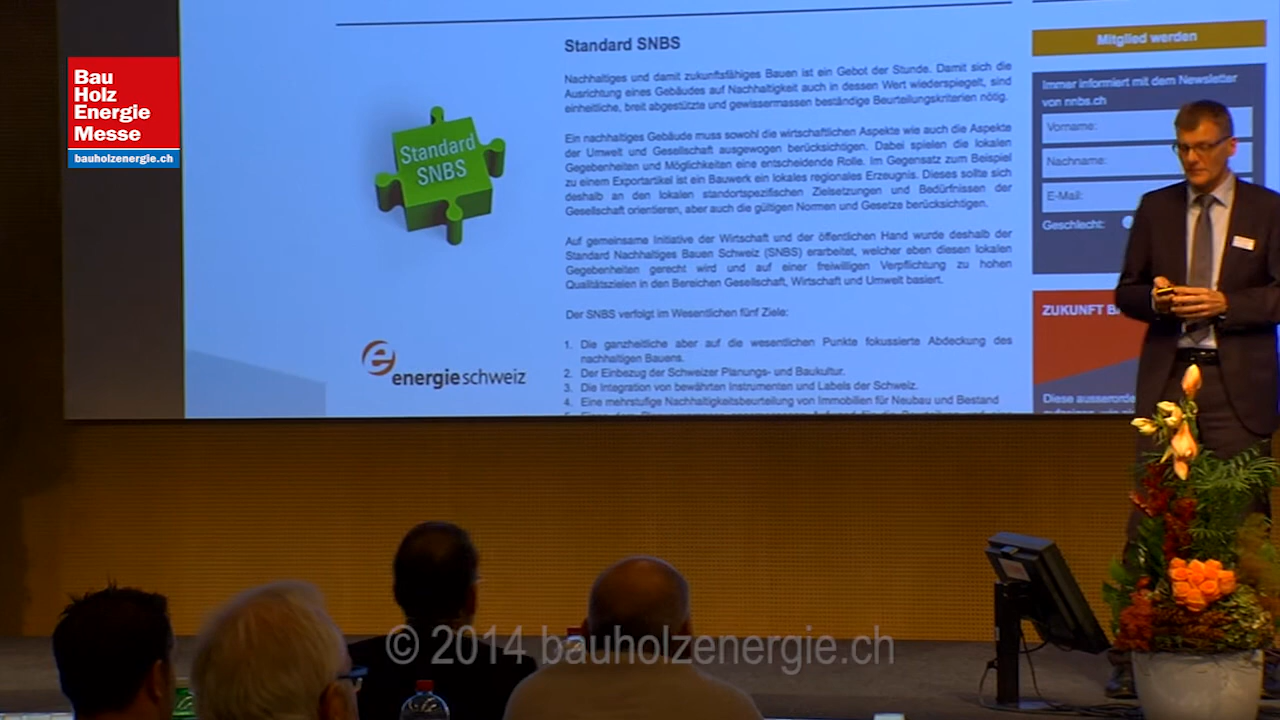 Bau
Holz
Energie
Messe
bauholzenergie.ch
Standard SNBS
Nachhaltiges und damit zukunftsfähiges Bauen ist ein Gebot der Stunde. Damit sich die
Ausrichtung eines Gebäudes auf Nachhaltigkeit auch in dessen Wert wiederspiegelt, sind
einheitliche, breit abgestützte und gewissermassen beständige Beurteilungskriterien nötig.
Ein nachhaltiges Gebäude muss sowohl die wirtschaftlichen Aspekte wie auch die Aspekte
der Umwelt und Gesellschaft ausgewogen berücksichtigen. Dabei spielen die lokalen
Gegebenheiten und Möglichkeiten eine entscheidende Rolle. Im Gegensatz zum Beispiel
zu einem Exportartikel ist ein Bauwerk ein lokales regionales Erzeugnis. Dieses sollte sich
deshalb an den lokalen standortspezifischen Zielsetzungen und Bedürfnissen der
Gesellschaft orientieren, aber auch die gültigen Normen und Gesetze berücksichtigen.
Auf gemeinsame Initiative der Wirtschaft und der öffentlichen Hand wurde deshalb der
Standard Nachhaltiges Bauen Schweiz (SNBS) erarbeitet, welcher eben diesen lokalen
Gegebenheiten gerecht wird und auf einer freiwilligen Verpflichtung zu hohen
Qualitätszielen in den Bereichen Gesellschaft, Wirtschaft und Umwelt basiert.
Der SNBS verfolgt im Wesentlichen fünf Ziele:
1. Die ganzheitliche aber auf die wesentlichen Punkte fokussierte Abdeckung des
nachhaltigen Bauens.
2. Der Einbezug der Schweizer Planungs- und Baukultur.
3. Die Integration von bewährten Instrumenten und Labels der Schweiz.
4. Eine mehrstufige Nachhaltigkeitsbeurteilung von Immobilien für Neubau und Bestand
Standard
SNBS
energieschweiz
Mitglied werden
Immer informiert mit dem Newsletter
von nnbs.ch
Vorname:
Nachname:
E-Mail:
Geschlecht:
ZUKUNFT
Diese
© 2014 bauholzenergie.ch